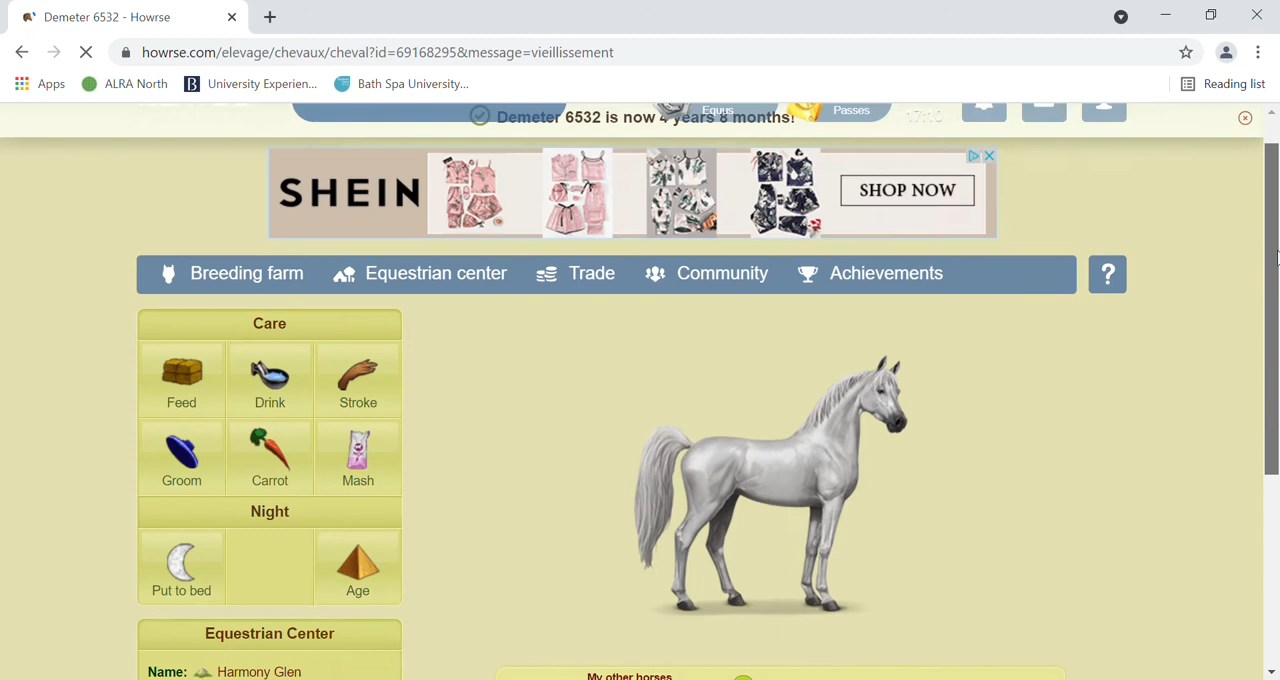 Demeter 6532 - Howrse
howrse.com/elevage/chevaux/cheval?id=69168295&message=vieillissement
Apps ALRA North University Experien... Bath Spa University... Reading list
Equus Passes 17:10
Demeter 6532 is now 4 years 8 months!
SHEIN SHOP NOW
Breeding farm Equestrian center Trade Community Achievements ?
Care
Feed Drink Stroke
Groom Carrot Mash
Night
Put to bed Age
Equestrian Center
Name: Harmony Glen
My other horses